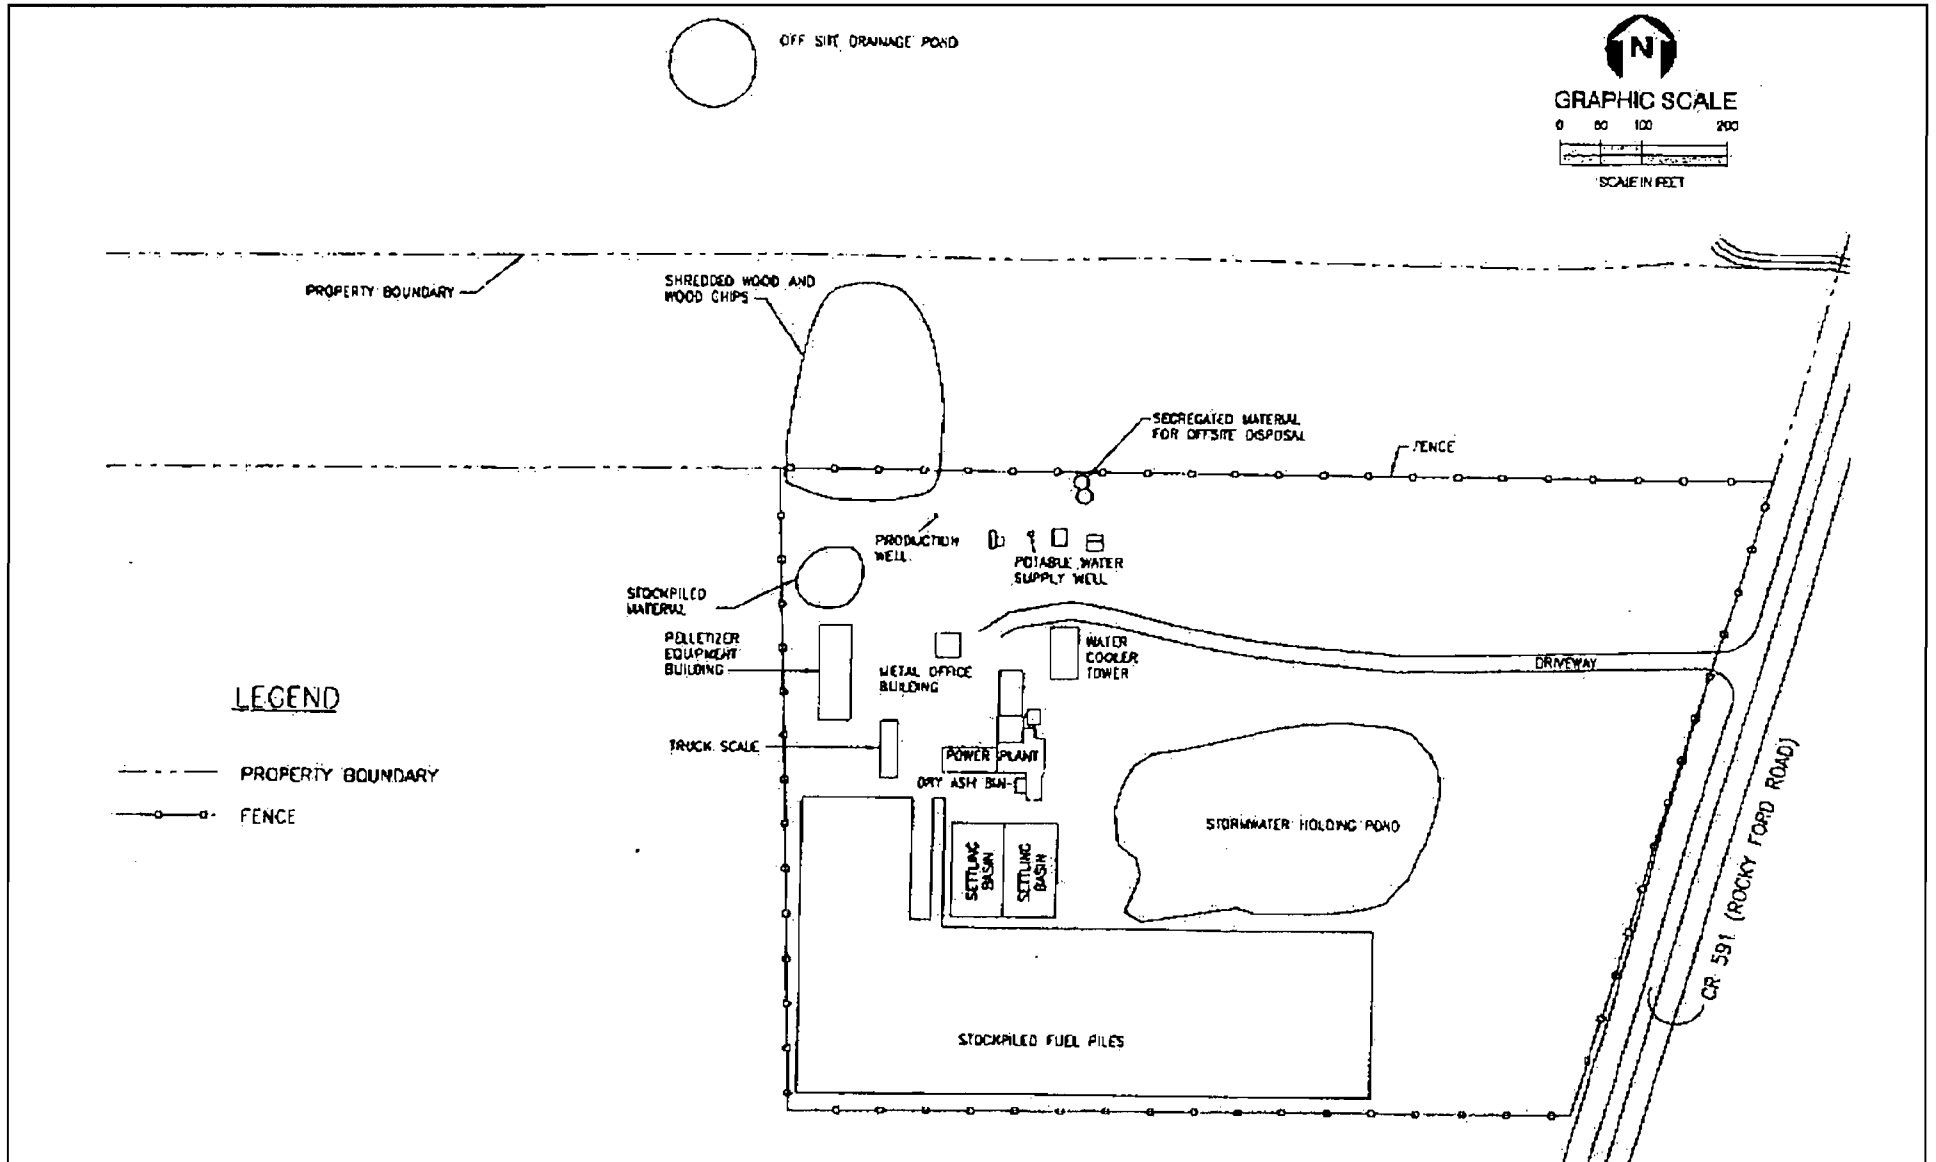 OFF SITE DRAINAGE POND
N
GRAPHIC SCALE
0 50 100 200
SCALE IN FEET
PROPERTY BOUNDARY
SHREDDED WOOD AND
WOOD CHIPS
SEGREGATED MATERIAL
FOR OFFSITE DISPOSAL
FENCE
PRODUCTION
WELL
POTABLE WATER
SUPPLY WELL
STOCKPILED
MATERIAL
PELLETIZER
EQUIPMENT
BUILDING
METAL OFFICE
BUILDING
WATER
COOLER
TOWER
DRIVEWAY
LEGEND
PROPERTY BOUNDARY
FENCE
TRUCK SCALE
POWER PLANT
DRY ASH BIN
SETTLING
BASIN
SETTLING
BASIN
STORMWATER HOLDING POND
CR 591 (ROCKY FORD ROAD)
STOCKPILED FUEL PILES